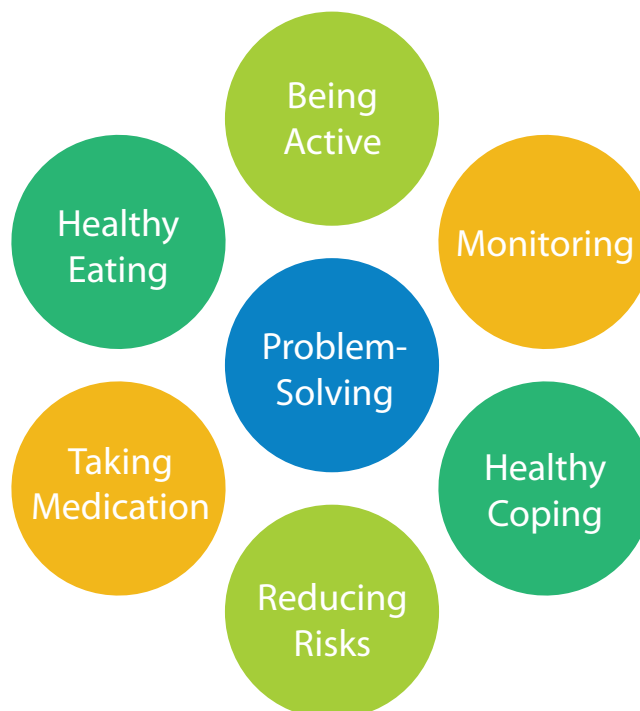 Being
Active
Healthy
Eating
Monitoring
Problem-
Solving
Taking
Medication
Healthy
Coping
Reducing
Risks